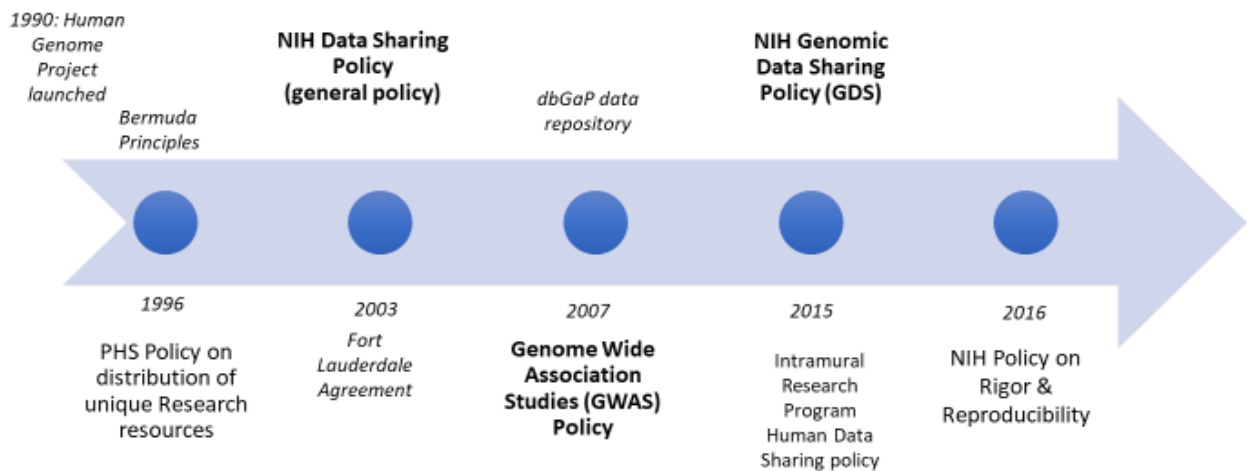 1990: Human
Genome
Project
launched
Bermuda
Principles
NIH Data Sharing
Policy
(general policy)
dbGaP data
repository
NIH Genomic
Data Sharing
Policy (GDS)
1996
PHS Policy on
distribution of
unique Research
resources
2003
Fort
Lauderdale
Agreement
2007
Genome Wide
Association
Studies (GWAS)
Policy
2015
Intramural
Research
Program
Human Data
Sharing policy
2016
NIH Policy on
Rigor &
Reproducibility